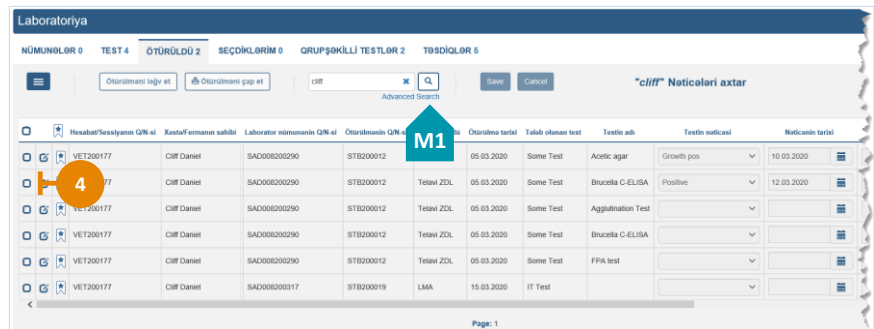 Laboratoriya
NÜMUNƏLƏR 0 TEST 4 ÖTÜRÜLDÜ 2 SEÇDİKLƏRİM 0 QRUPŞƏKİLLİ TESTLƏR 2 TƏSDİQLƏR 5
Ötürülməni ləğv et Ötürülməni çap et cliff Save Cancel "cliff" Nəticələri axtar
Advanced Search
M1
Hesabat/Sessiyanın Q/N-si Xəstə/Fermanın sahibi Laborator nümunənin Q/N-si Ötürülmənin Q/N-si Ötürülmə tarixi Tələb olunan test Testin adı Testin nəticəsi Nəticənin tarixi
VET200177 Cliff Daniel SAD008200290 STB200012 05.03.2020 Some Test Acetic agar Growth pos 10.03.2020
4 Cliff Daniel SAD008200290 STB200012 Telavi ZDL 05.03.2020 Some Test Brucella C-ELISA Positive 12.03.2020
VET200177 Cliff Daniel SAD008200290 STB200012 Telavi ZDL 05.03.2020 Some Test Agglutination Test
VET200177 Cliff Daniel SAD008200290 STB200012 Telavi ZDL 05.03.2020 Some Test Brucella C-ELISA
VET200177 Cliff Daniel SAD008200290 STB200012 Telavi ZDL 05.03.2020 Some Test FPA test
VET200177 Cliff Daniel SAD008200317 STB200019 LMA 15.03.2020 IT Test
Page: 1